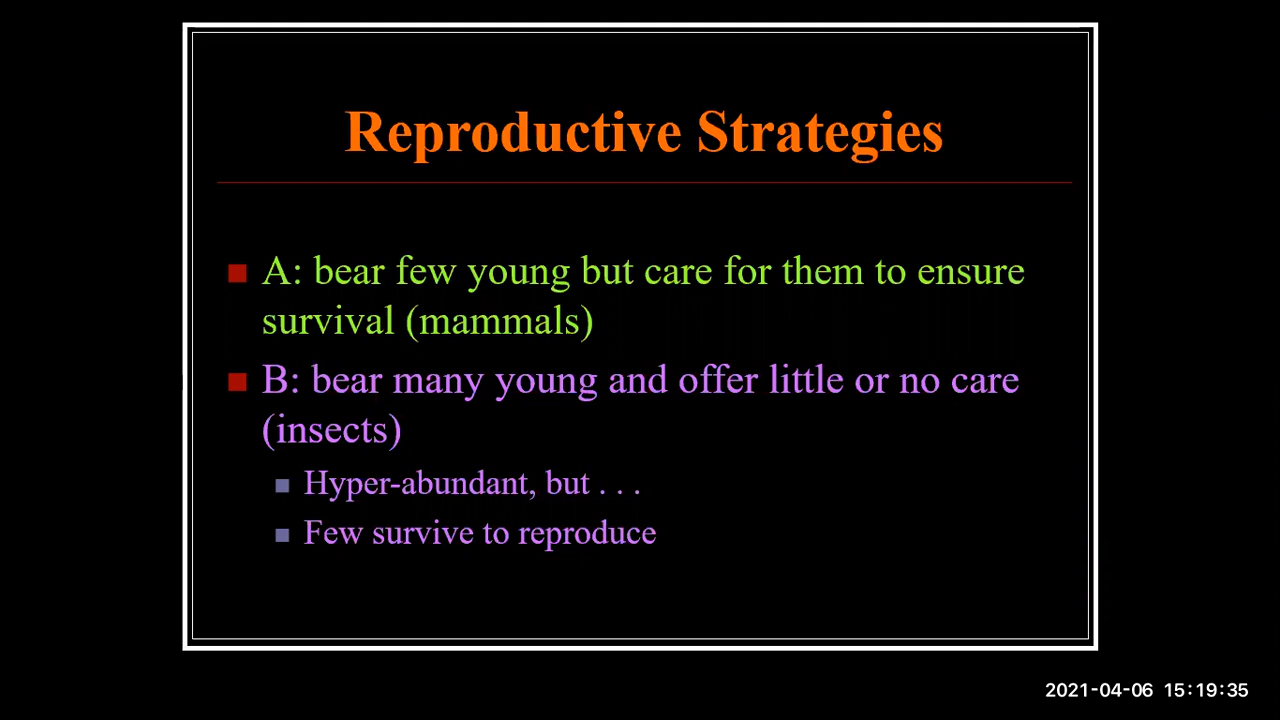 Reproductive Strategies
A: bear few young but care for them to ensure
survival (mammals)
B: bear many young and offer little or no care
(insects)
Hyper-abundant, but . . .
Few survive to reproduce
2021-04-06 15:19:35